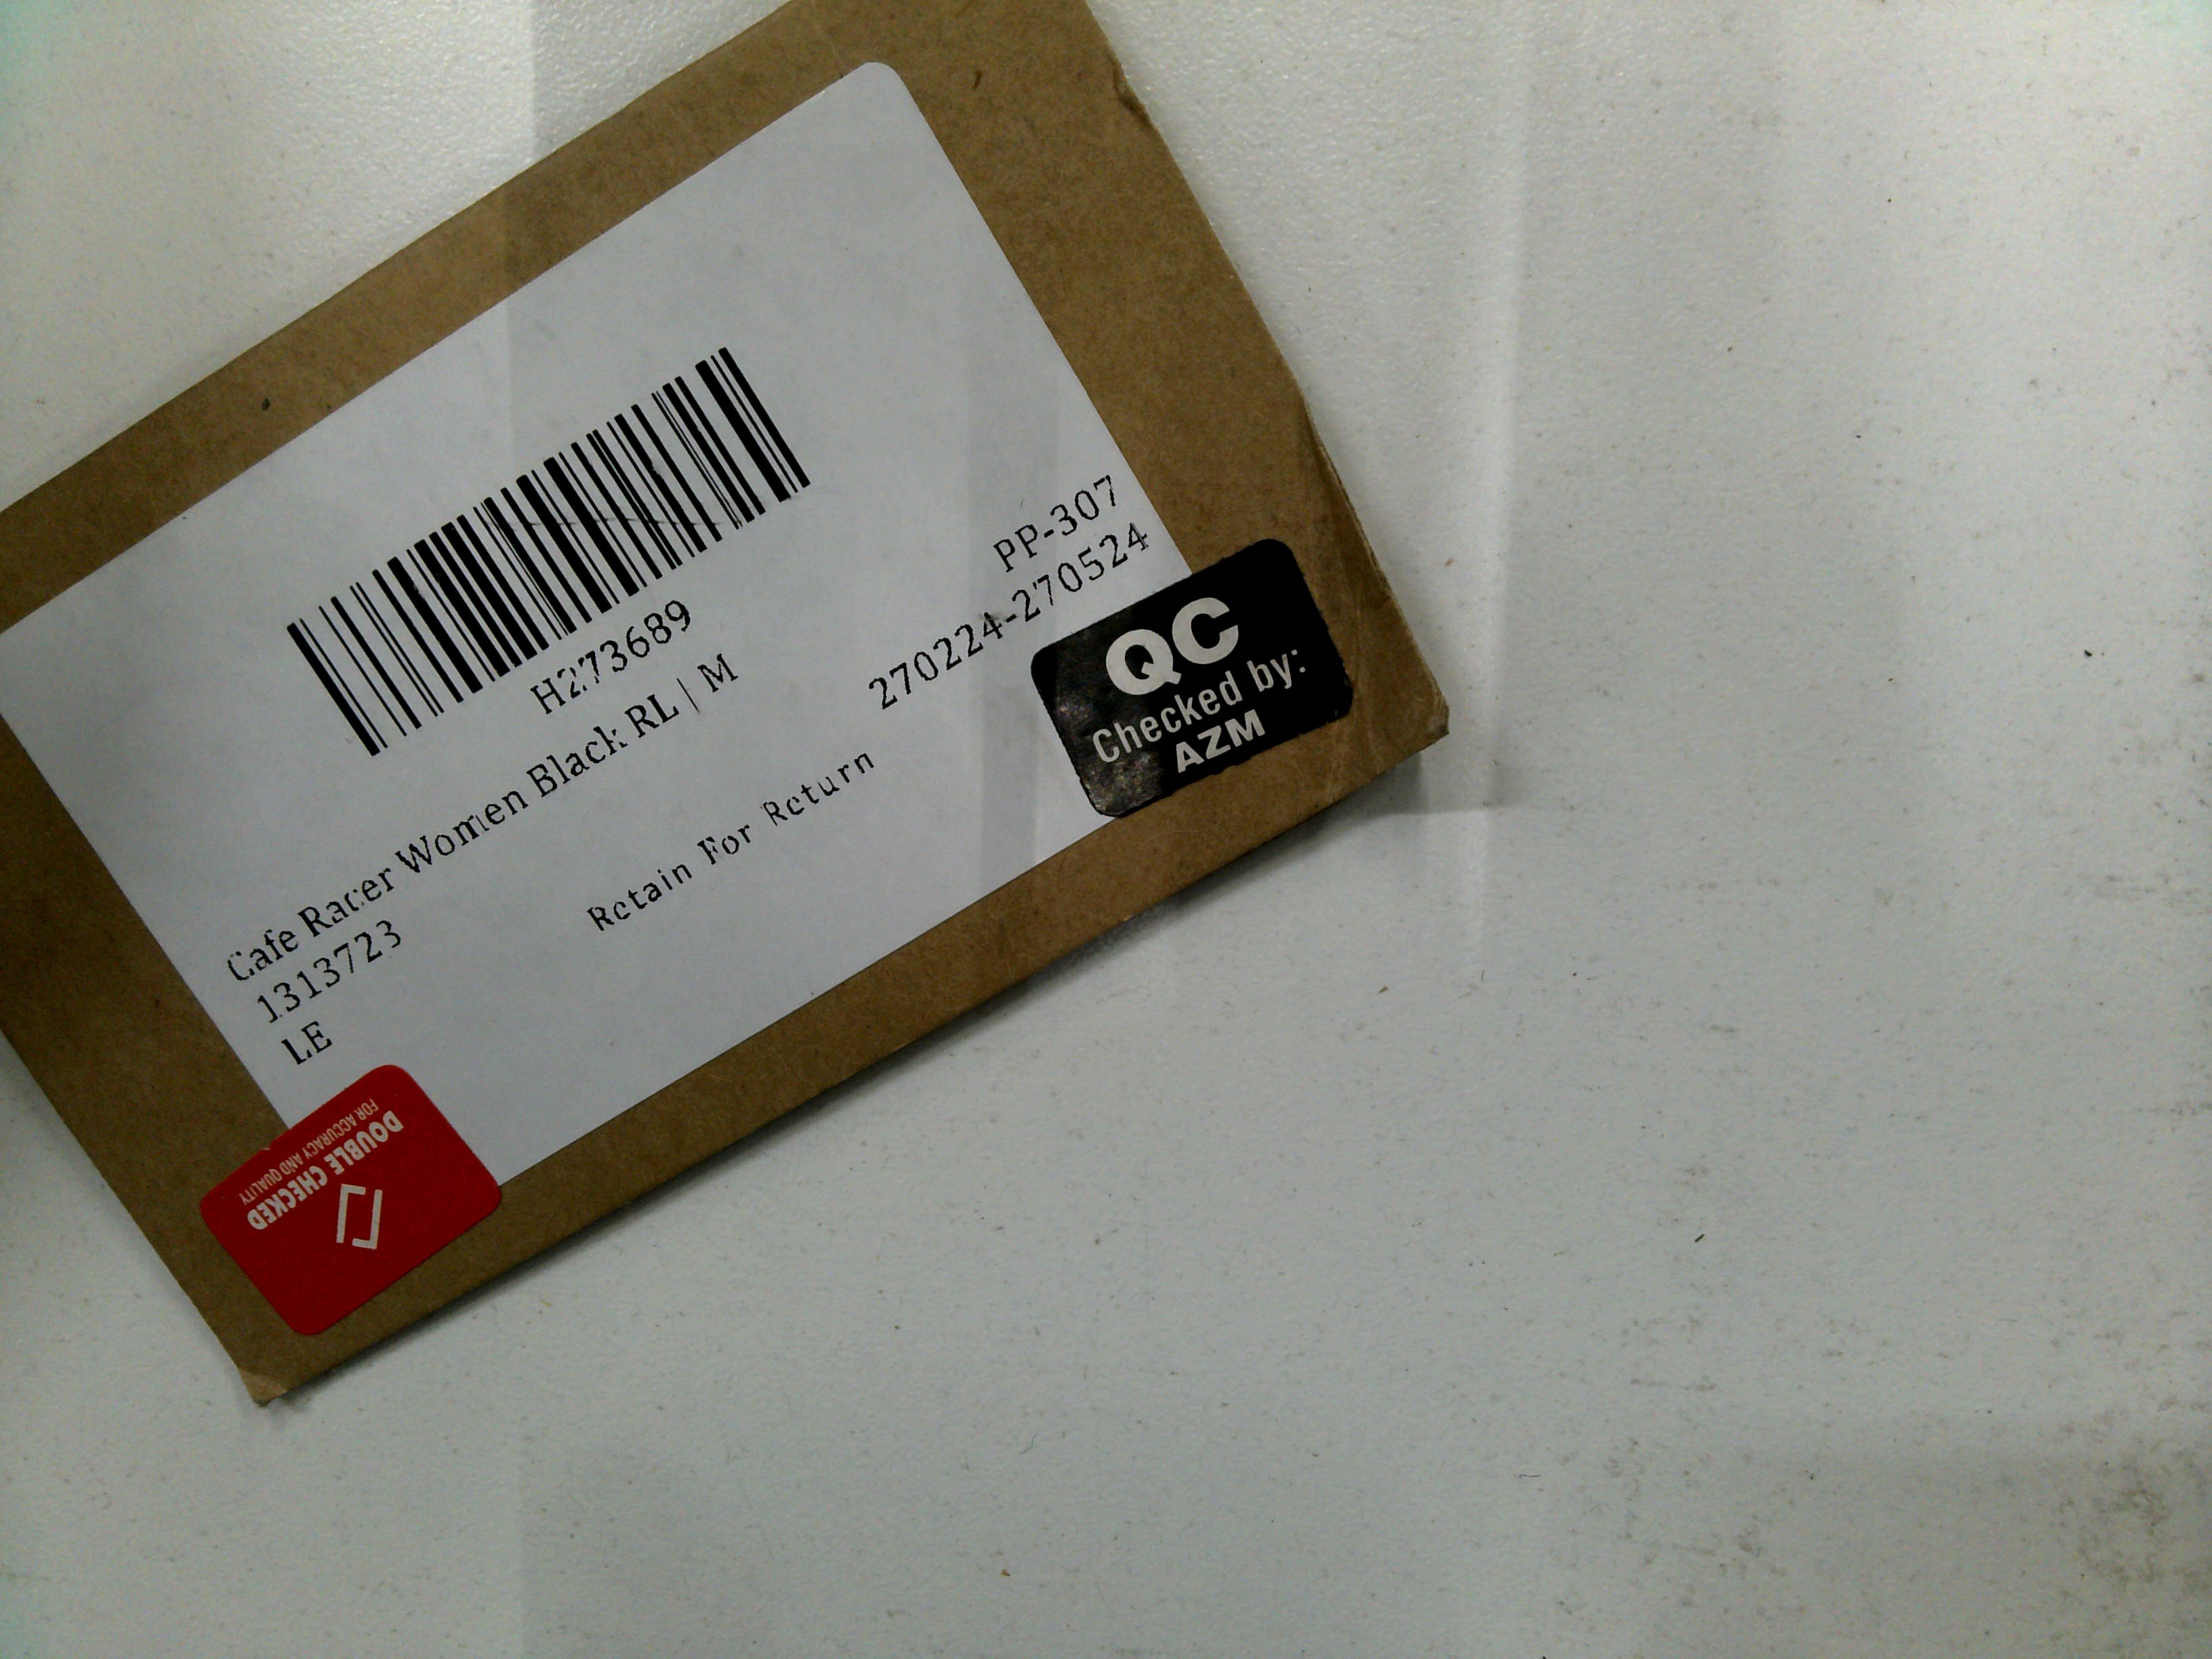 H273689
Cafe Racer Women Black RL | M
1313723
LE
PP-307
270224-270524
Retain For Return
QC
Checked by:
AZM
DOUBLE CHECKED
FOR ACCURACY AND QUALITY